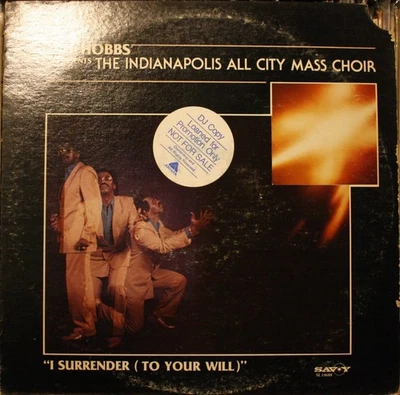 HOBBS
THE INDIANAPOLIS ALL CITY MASS CHOIR
DJ Copy
Loaned for
Promotion Only
NOT FOR SALE
"I SURRENDER (TO YOUR WILL)"
SAVOY